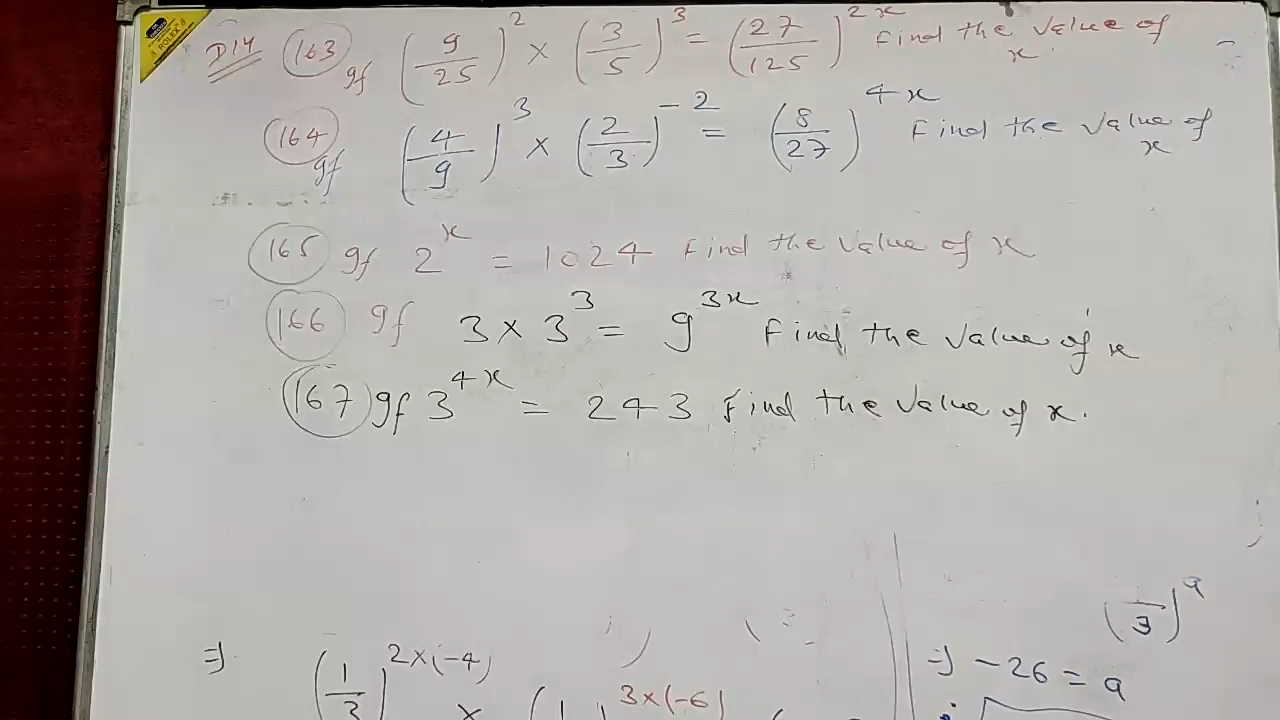 D14 (163) If (9/25)^2 × (3/5)^3 = (27/125)^2x Find the value of x
(164) If (4/9)^3 × (2/3)^-2 = (8/27)^4x Find the value of x
(165) If 2^x = 1024 Find the value of x
(166) If 3 × 3^3 = 9^3x Find the value of x
(167) If 3^4x = 243 Find the value of x.
(1/3)^a
⇒ (1/3)^2×(-4) ×
3×(-6)
⇒ -26 = a
ROLEX